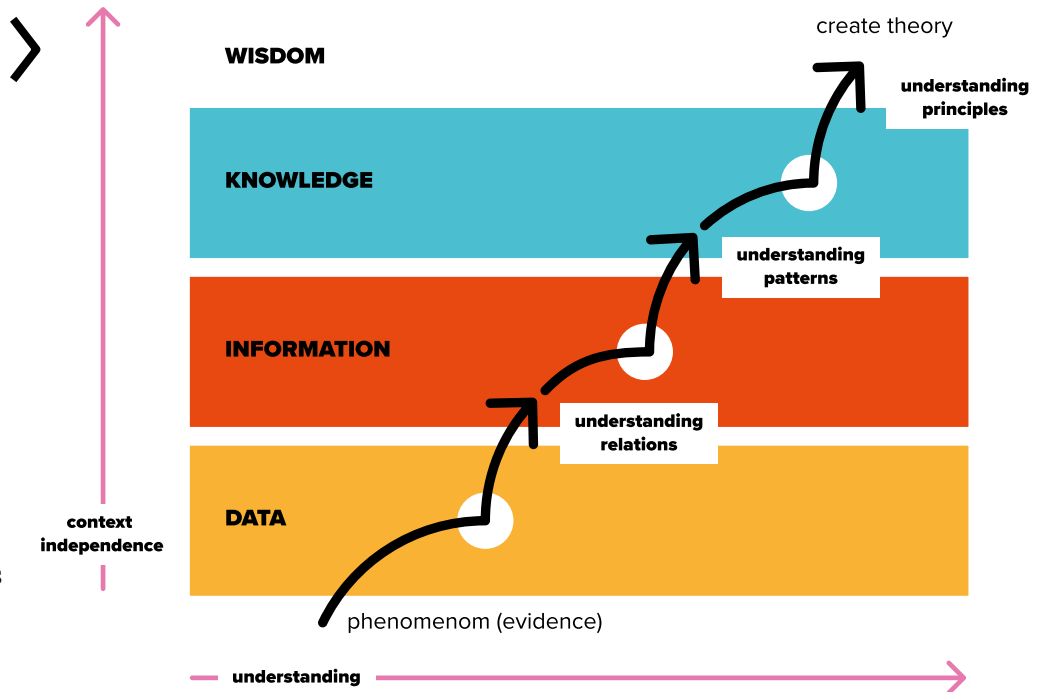 create theory
WISDOM
understanding
principles
KNOWLEDGE
understanding
patterns
INFORMATION
understanding
relations
DATA
context
independence
phenomenom (evidence)
understanding